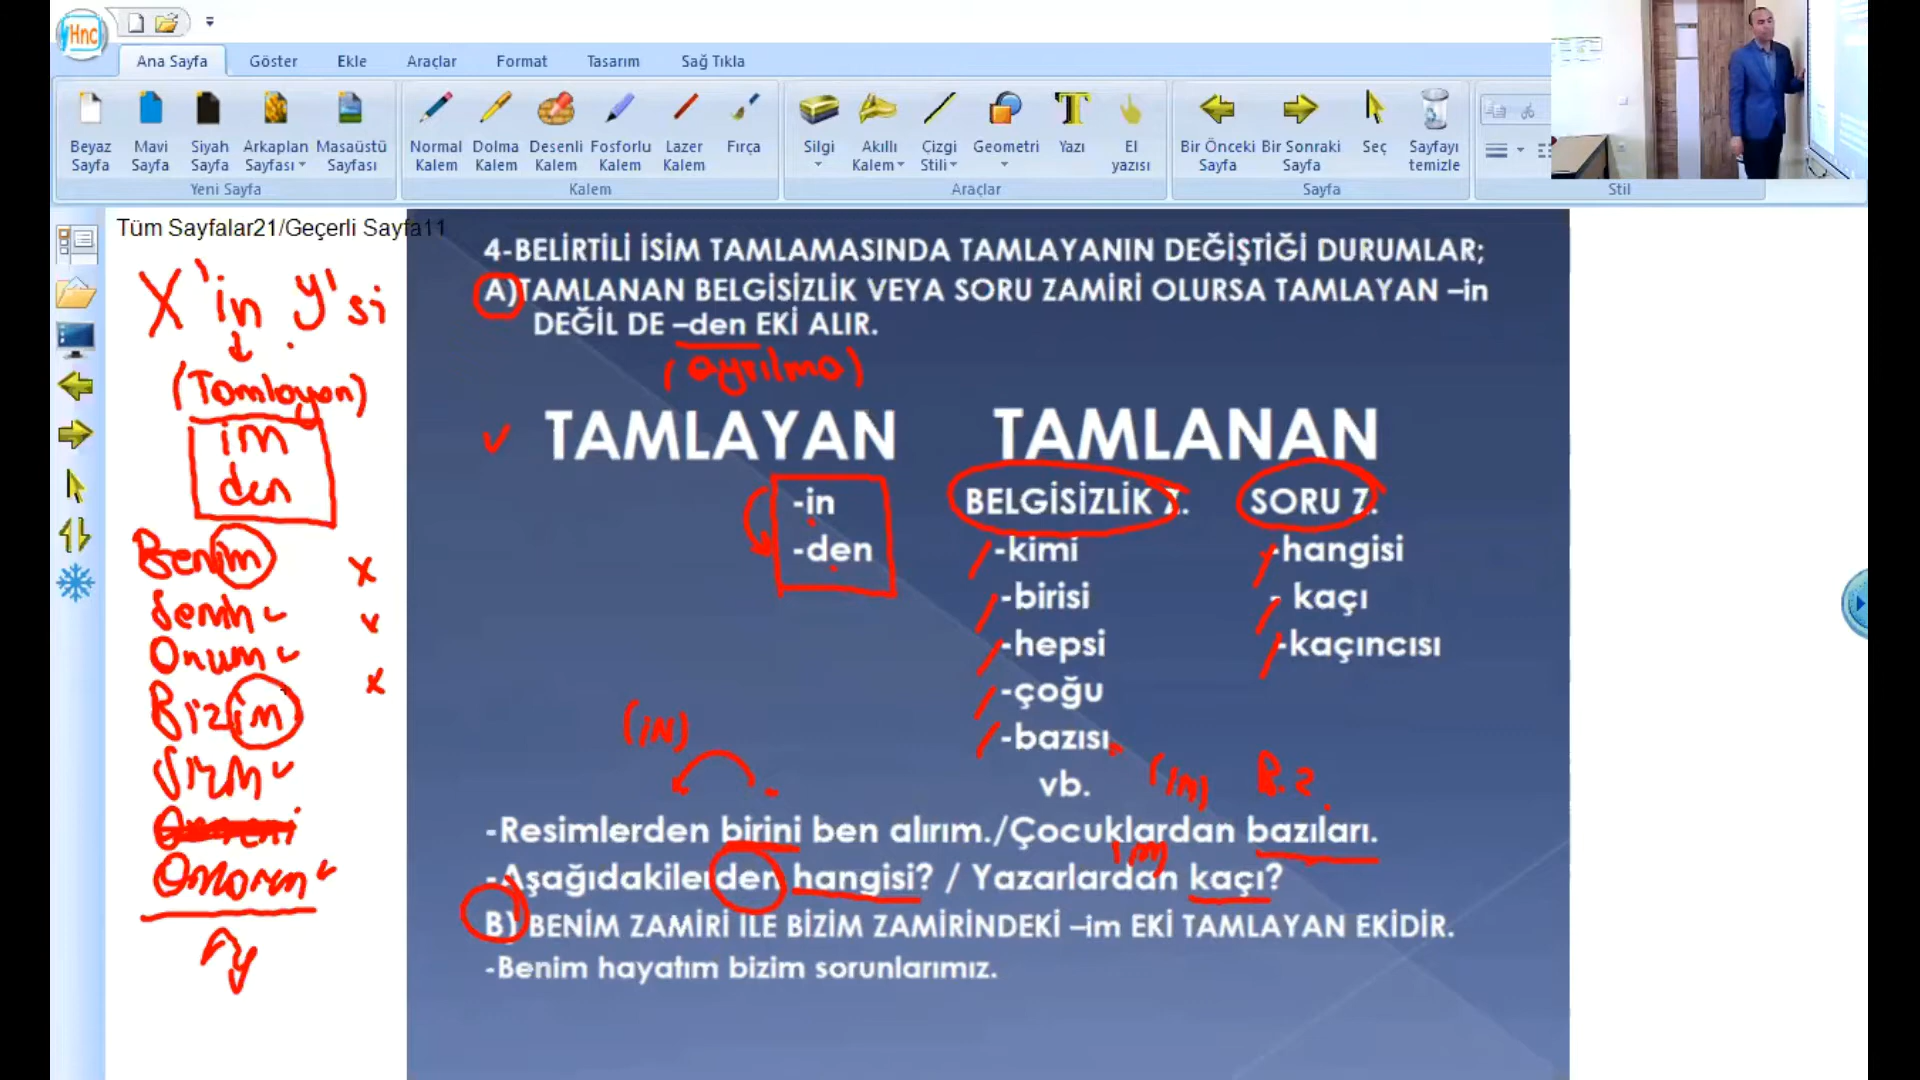 Hnc
Ana Sayfa Göster Ekle Araçlar Format Tasarım Sağ Tıkla
Beyaz Sayfa Mavi Sayfa Siyah Sayfa Arkaplan Sayfası Masaüstü Sayfası
Yeni Sayfa
Normal Kalem Dolma Kalem Desenli Kalem Fosforlu Kalem Lazer Kalem Fırça
Kalem
Silgi Akıllı Kalem Çizgi Stili Geometri Yazı El yazısı
Araçlar
Bir Önceki Sayfa Bir Sonraki Sayfa Seç Sayfayı temizle
Sayfa
Stil
Tüm Sayfalar21/Geçerli Sayfa11
X'in y'si
(Tamlayan)
im
den
Benim x
Senin
Onun
Bizim x
Onların
4-BELİRTİLİ İSİM TAMLAMASINDA TAMLAYANIN DEĞİŞTİĞİ DURUMLAR;
A)TAMLANAN BELGİSİZLİK VEYA SORU ZAMİRİ OLURSA TAMLAYAN –in
DEĞİL DE –den EKİ ALIR.
(ayrılma)
TAMLAYAN TAMLANAN
-in BELGİSİZLİK Z. SORU Z.
-den -kimi -hangisi
-birisi - kaçı
-hepsi -kaçıncısı
-çoğu
(iN)
-bazısı
(in) B.Z
vb.
-Resimlerden birini ben alırım./Çocuklardan bazıları.
ın
-Aşağıdakilerden hangisi? / Yazarlardan kaçı?
B) BENİM ZAMİRİ İLE BİZİM ZAMİRİNDEKİ –im EKİ TAMLAYAN EKİDİR.
-Benim hayatım bizim sorunlarımız.